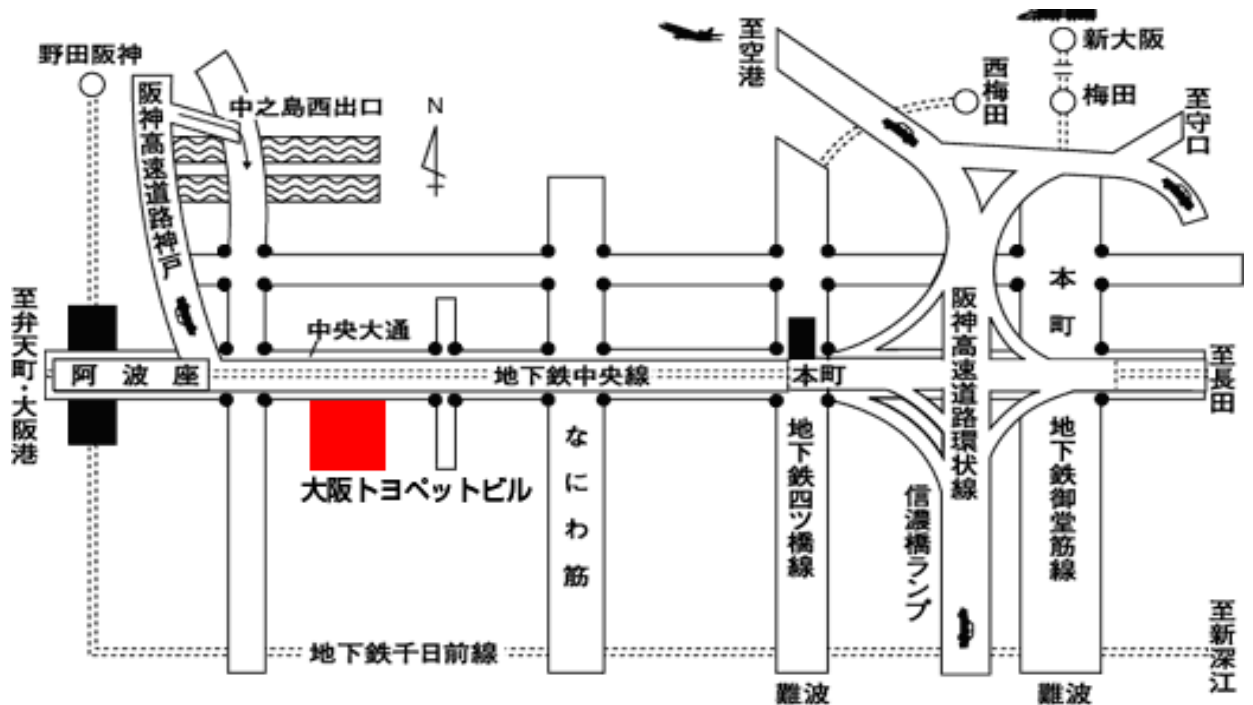 野田阪神
阪神高速道路神戸
中之島西出口
N
至空港
西梅田
新大阪
梅田
至守口
本町
阪神高速道路環状線
至弁天町・大阪港
中央大通
阿波座
地下鉄中央線
本町
至長田
大阪トヨペットビル
なにわ筋
地下鉄四ツ橋線
信濃橋ランプ
地下鉄御堂筋線
地下鉄千日前線
至新深江
難波
難波